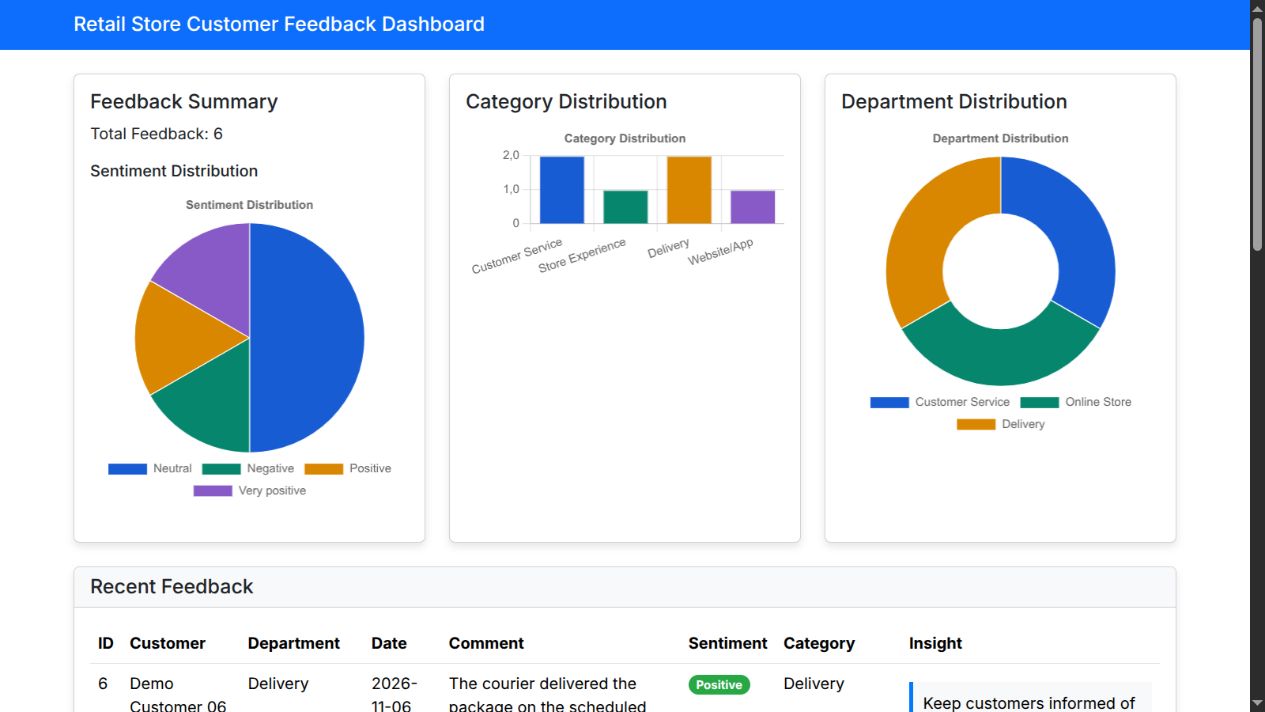 Retail Store Customer Feedback Dashboard
Feedback Summary
Total Feedback: 6
Sentiment Distribution
Sentiment Distribution
Neutral Negative Positive
Very positive
Category Distribution
Category Distribution
2,0
1,0
0
Customer Service Store Experience Delivery Website/App
Department Distribution
Department Distribution
Customer Service Online Store
Delivery
Recent Feedback
ID Customer Department Date Comment Sentiment Category Insight
6 Demo Delivery 2026- The courier delivered the Positive Delivery
Customer 06 11-06 package on the scheduled Keep customers informed of